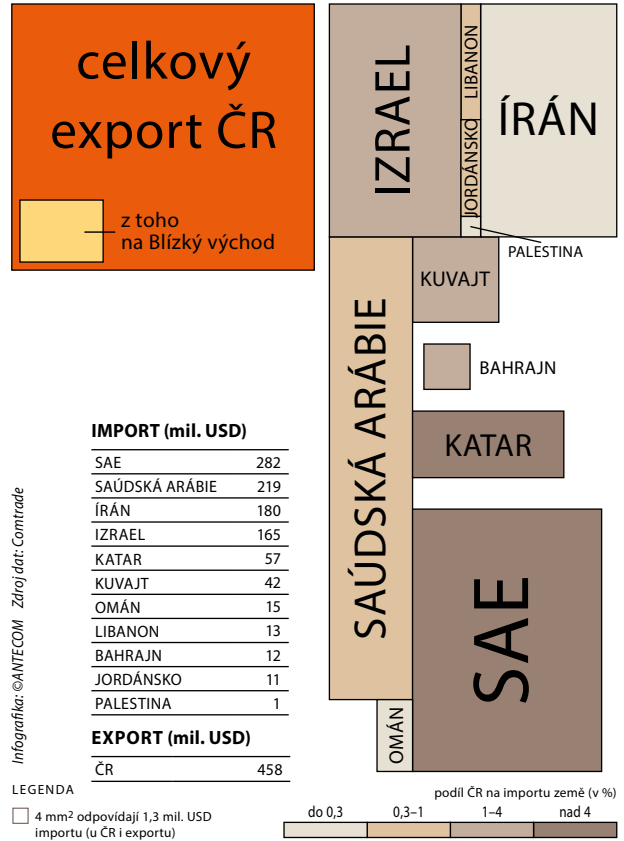 celkový
export ČR
z toho
na Blízký východ
IZRAEL
LIBANON
JORDÁNSKO
ÍRÁN
PALESTINA
KUVAJT
BAHRAJN
SAÚDSKÁ ARÁBIE
KATAR
SAE
OMÁN
IMPORT (mil. USD)
SAE 282
SAÚDSKÁ ARÁBIE 219
ÍRÁN 180
IZRAEL 165
KATAR 57
KUVAJT 42
OMÁN 15
LIBANON 13
BAHRAJN 12
JORDÁNSKO 11
PALESTINA 1
EXPORT (mil. USD)
ČR 458
Infografika: ©ANTECOM Zdroj dat: Comtrade
LEGENDA
4 mm² odpovídají 1,3 mil. USD
importu (u ČR i exportu)
podíl ČR na importu země (v %)
do 0,3 0,3–1 1–4 nad 4